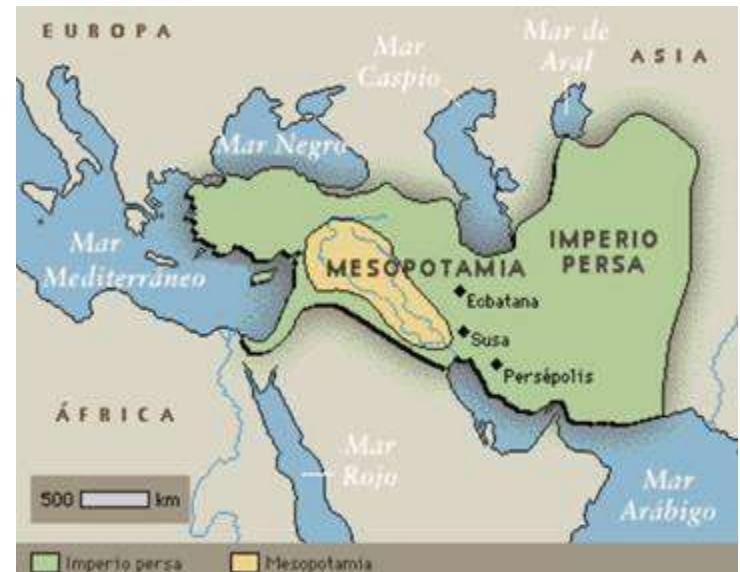 EUROPA
Mar
Caspio
Mar de
Aral
ASIA
Mar Negro
Mar
Mediterráneo
MESOPOTAMIA
IMPERIO
PERSA
Ecbatana
Susa
Persépolis
ÁFRICA
Mar
Rojo
Mar
Arábigo
500 km
Imperio persa
Mesopotamia